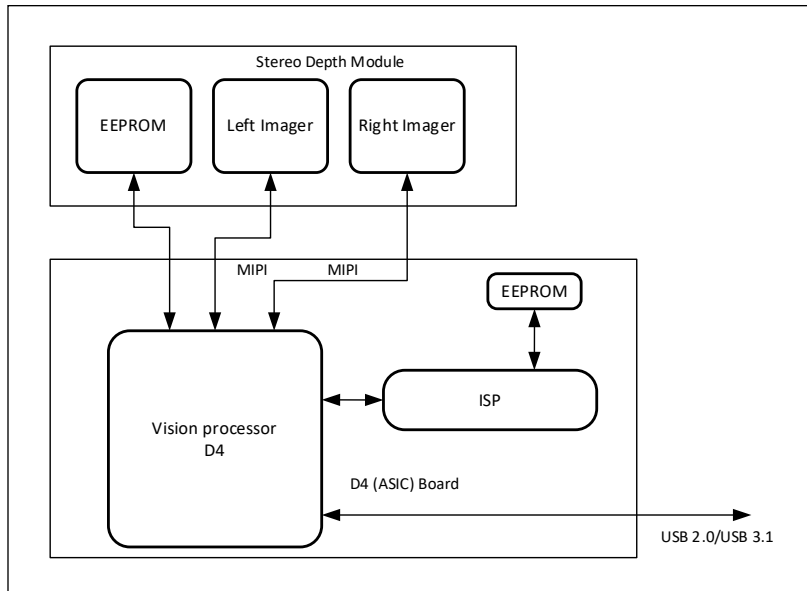 Stereo Depth Module
EEPROM
Left Imager
Right Imager
MIPI
MIPI
EEPROM
ISP
Vision processor
D4
D4 (ASIC) Board
USB 2.0/USB 3.1